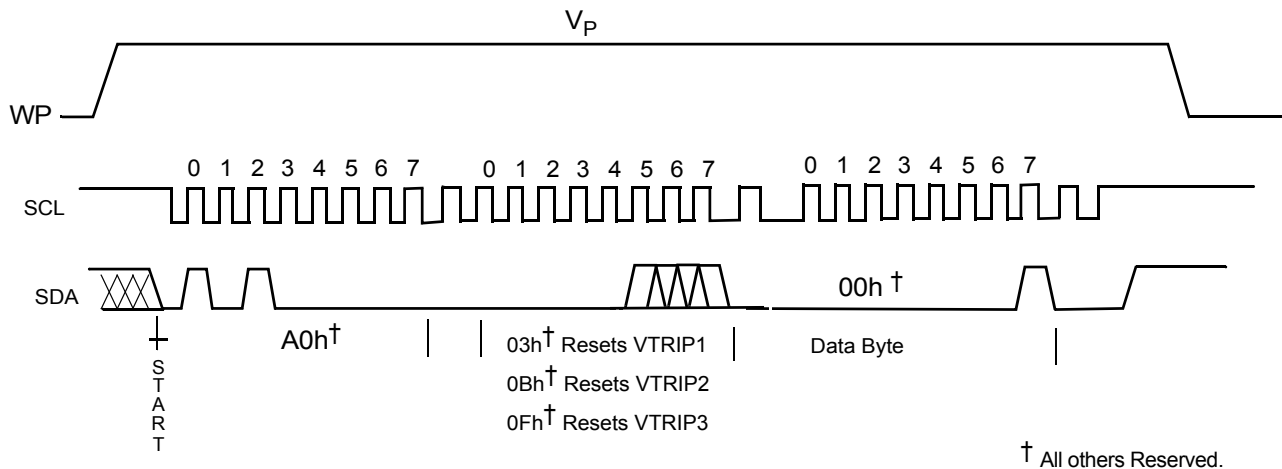 VP
WP
0 1 2 3 4 5 6 7 0 1 2 3 4 5 6 7 0 1 2 3 4 5 6 7
SCL
SDA
00h †
A0h†
03h† Resets VTRIP1
Data Byte
0Bh† Resets VTRIP2
0Fh† Resets VTRIP3
START
† All others Reserved.